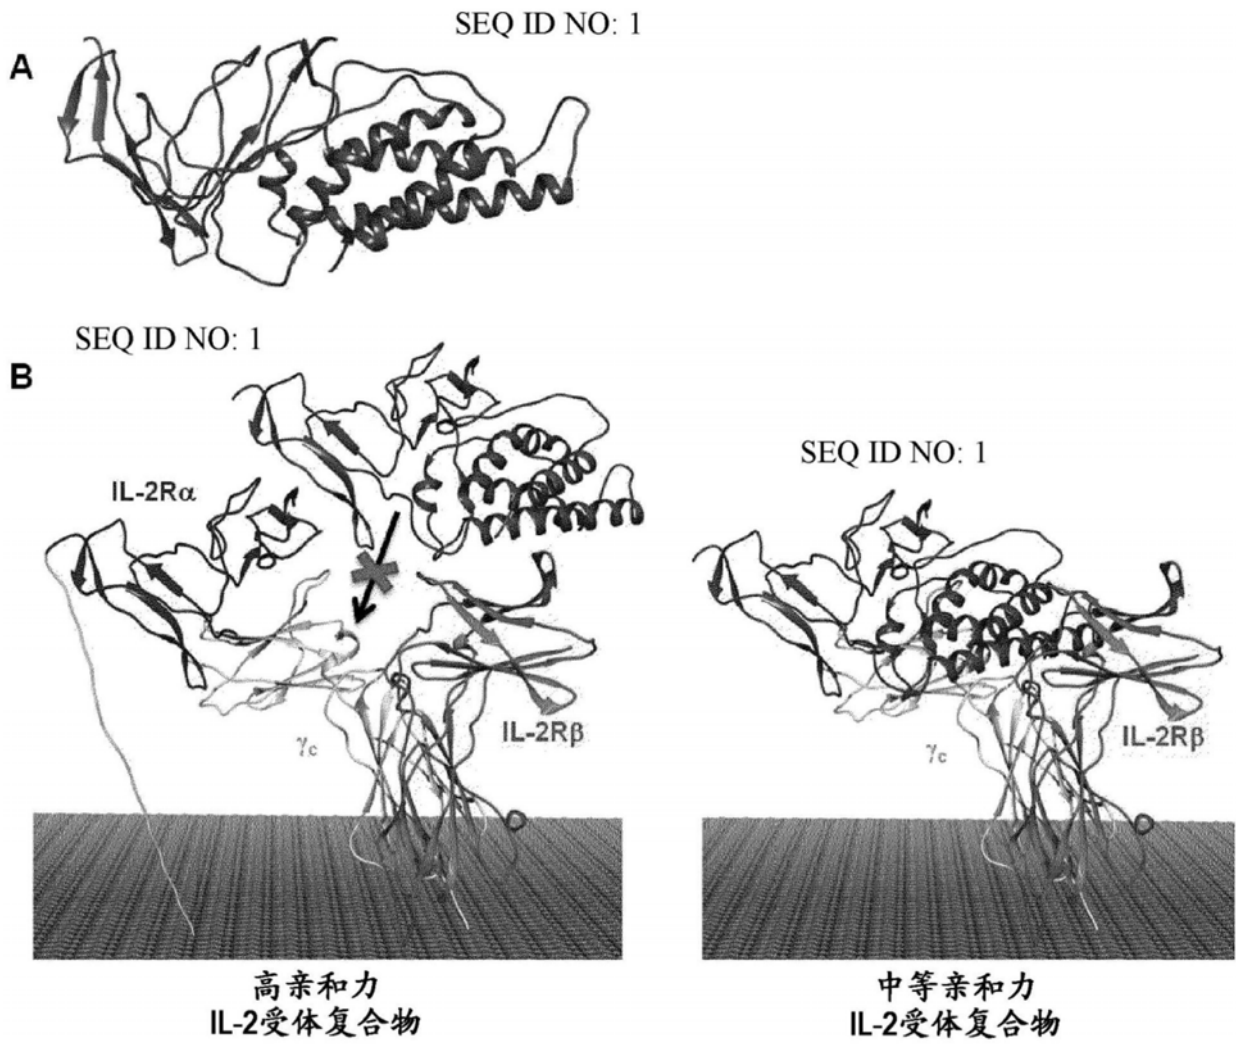 SEQ ID NO: 1
A
SEQ ID NO: 1
B
SEQ ID NO: 1
IL-2Rα
IL-2Rβ
γc
IL-2Rβ
γc
高亲和力
IL-2受体复合物
中等亲和力
IL-2受体复合物